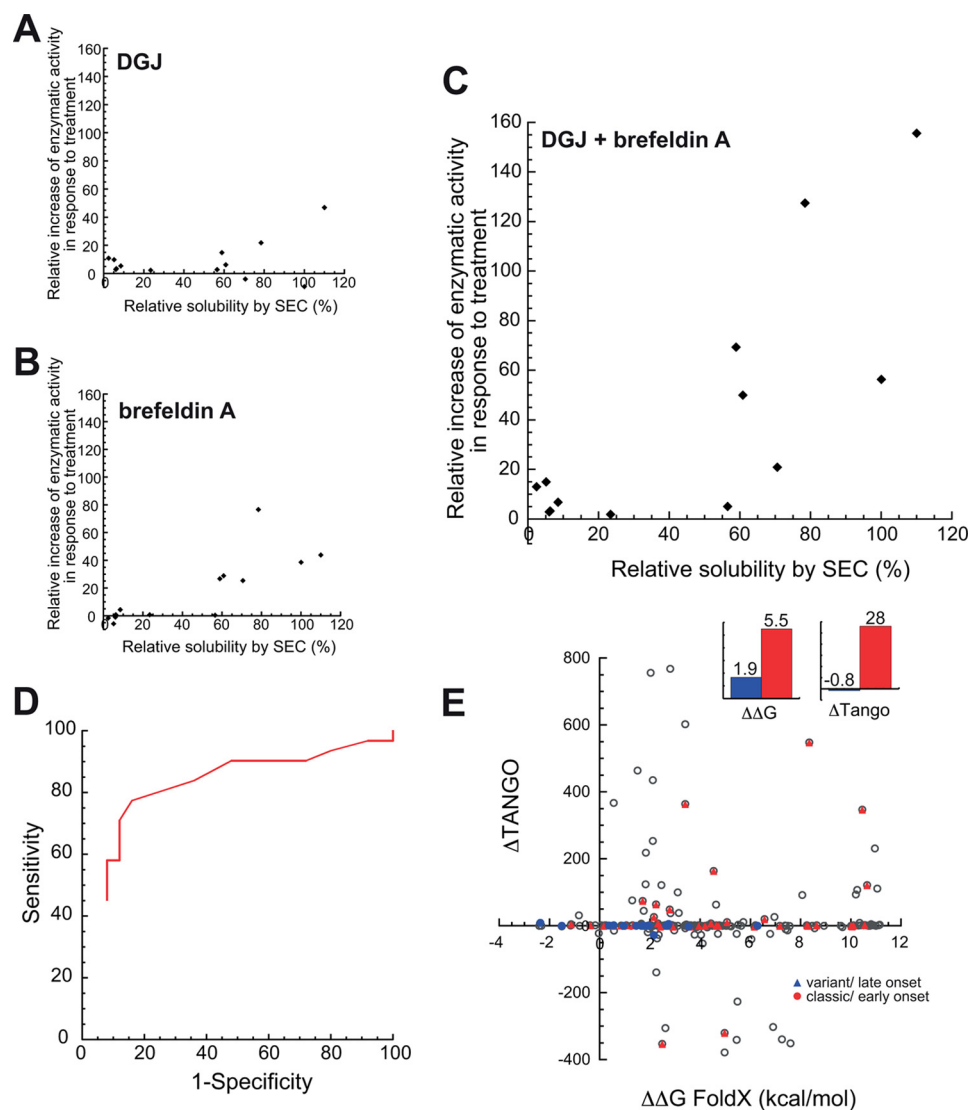 A
DGJ
Relative increase of enzymatic activity
in response to treatment
160
140
120
100
80
60
40
20
0
0 20 40 60 80 100 120
Relative solubility by SEC (%)
B
brefeldin A
Relative increase of enzymatic activity
in response to treatment
160
140
120
100
80
60
40
20
0
0 20 40 60 80 100 120
Relative solubility by SEC (%)
C
DGJ + brefeldin A
Relative increase of enzymatic activity
in response to treatment
160
150
140
120
100
80
60
40
20
0
0 20 40 60 80 100 120
Relative solubility by SEC (%)
D
Sensitivity
100
80
60
40
20
0
0 20 40 60 80 100
1-Specificity
E
ΔTANGO
800
600
400
200
0
-200
-400
-4 -2 0 2 4 6 8 10 12
ΔΔG FoldX (kcal/mol)
1.9 5.5
ΔΔG
-0.8 28
ΔTango
variant/ late onset
classic/ early onset